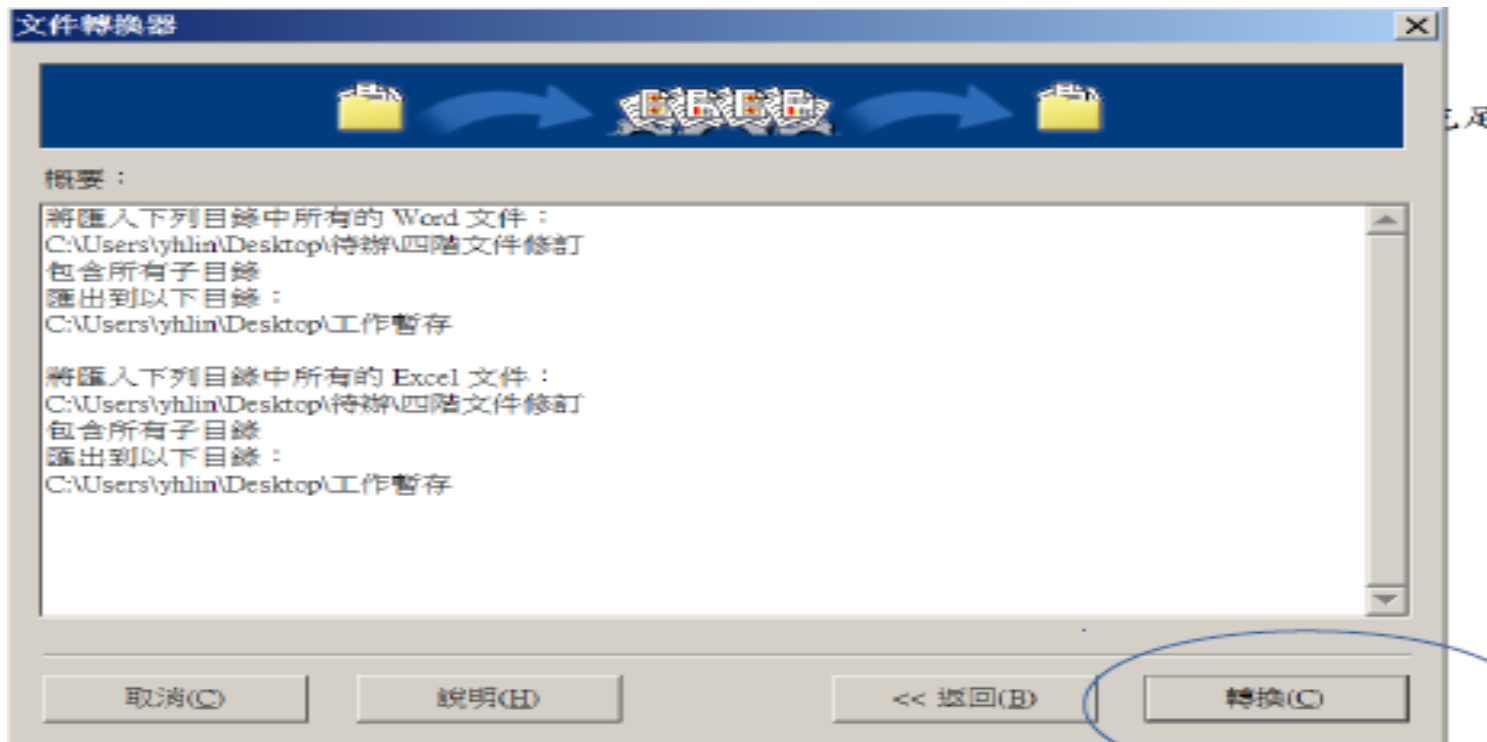 文件轉換器
概要：
將匯入下列目錄中所有的 Word 文件：
C:\Users\yhlin\Desktop\待辦\四階文件修訂
包含所有子目錄
匯出到以下目錄：
C:\Users\yhlin\Desktop\工作暫存
將匯入下列目錄中所有的 Excel 文件：
C:\Users\yhlin\Desktop\待辦\四階文件修訂
包含所有子目錄
匯出到以下目錄：
C:\Users\yhlin\Desktop\工作暫存
取消(C)
說明(H)
<< 返回(B)
轉換(C)